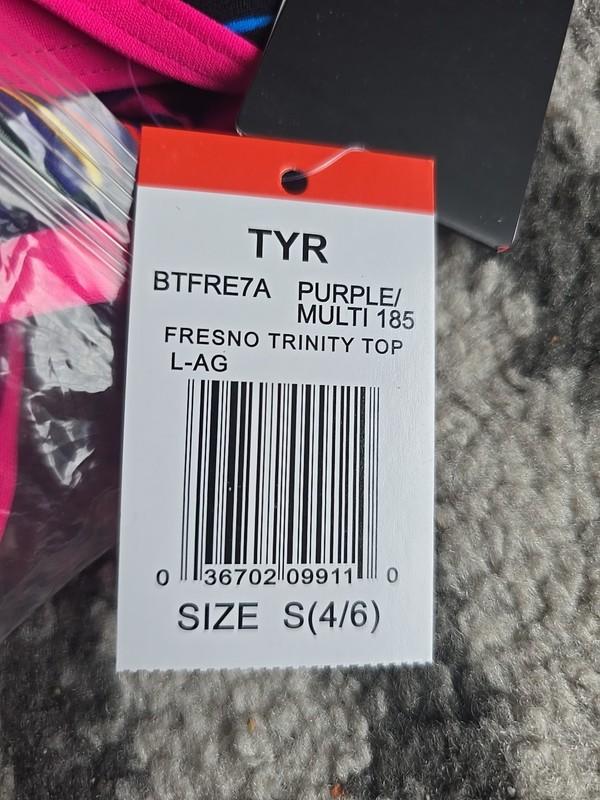 TYR
BTFRE7A PURPLE/
MULTI 185
FRESNO TRINITY TOP
L-AG
0 36702 09911 0
SIZE S(4/6)